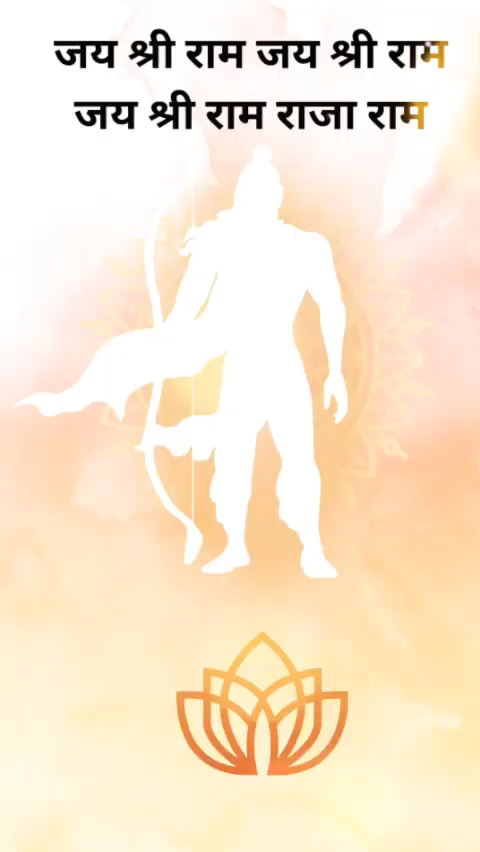 जय श्री राम जय श्री राम
जय श्री राम राजा राम